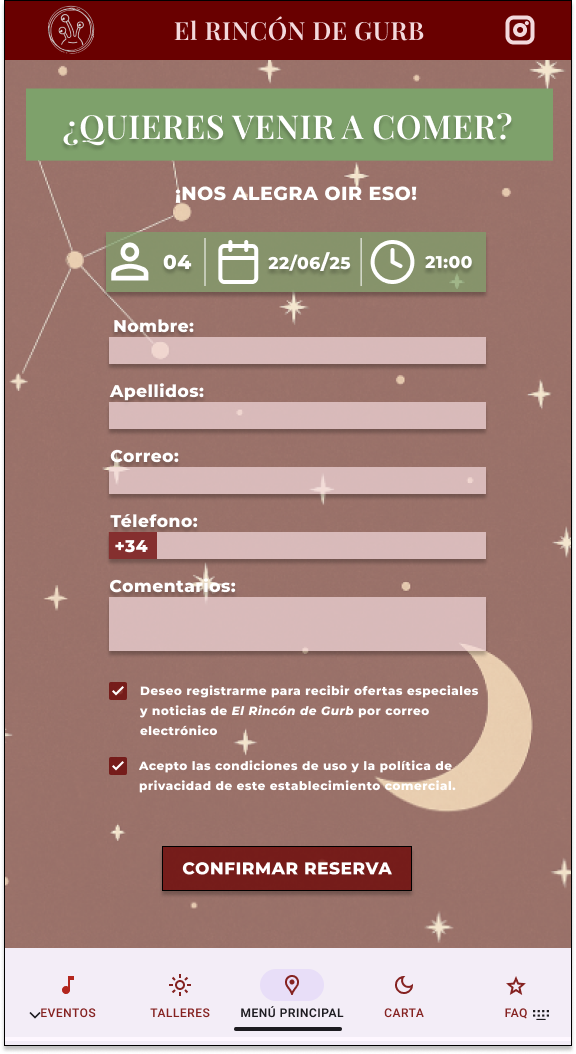 El RINCÓN DE GURB
¿QUIERES VENIR A COMER?
¡NOS ALEGRA OIR ESO!
04 22/06/25 21:00
Nombre:
Apellidos:
Correo:
Télefono:
+34
Comentarios:
Deseo registrarme para recibir ofertas especiales
y noticias de El Rincón de Gurb por correo
electrónico
Acepto las condiciones de uso y la política de
privacidad de este establecimiento comercial.
CONFIRMAR RESERVA
EVENTOS TALLERES MENÚ PRINCIPAL CARTA FAQ